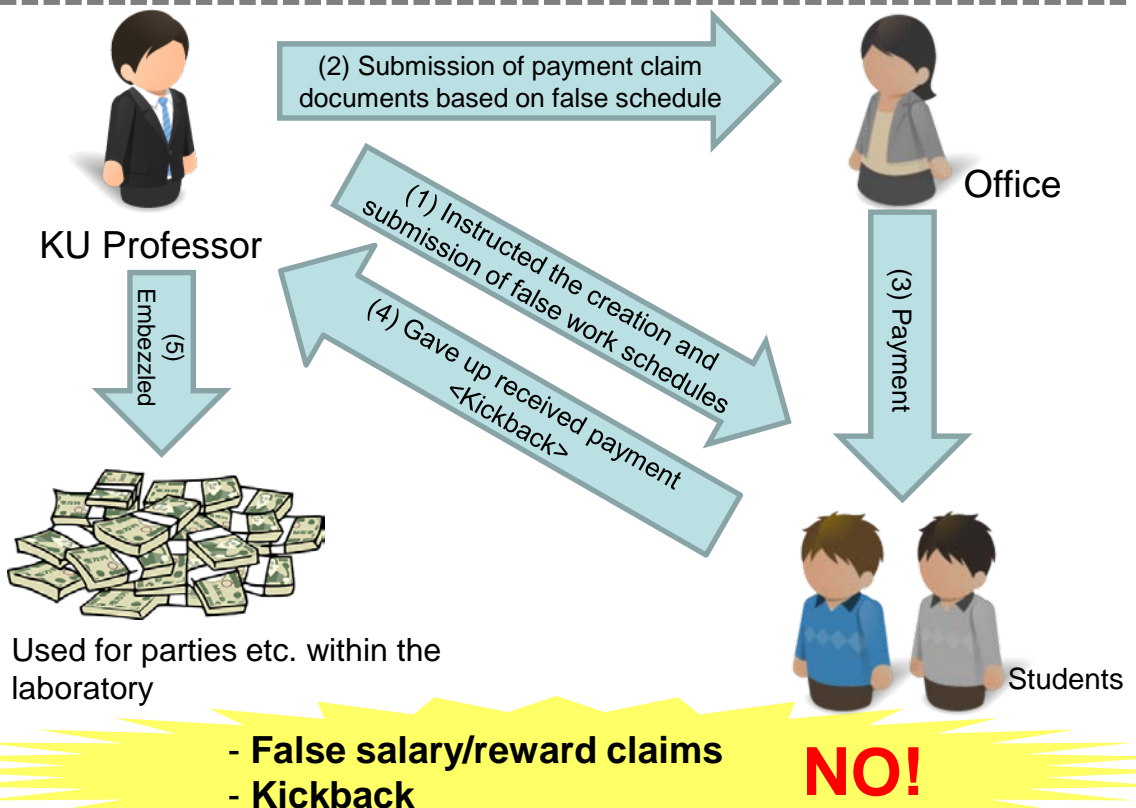 (2) Submission of payment claim
documents based on false schedule
Office
KU Professor
(1) Instructed the creation and
submission of false work schedules
(4) Gave up received payment
<Kickback>
(3) Payment
(5)
Embezzled
Used for parties etc. within the
laboratory
Students
- False salary/reward claims
- Kickback
NO!